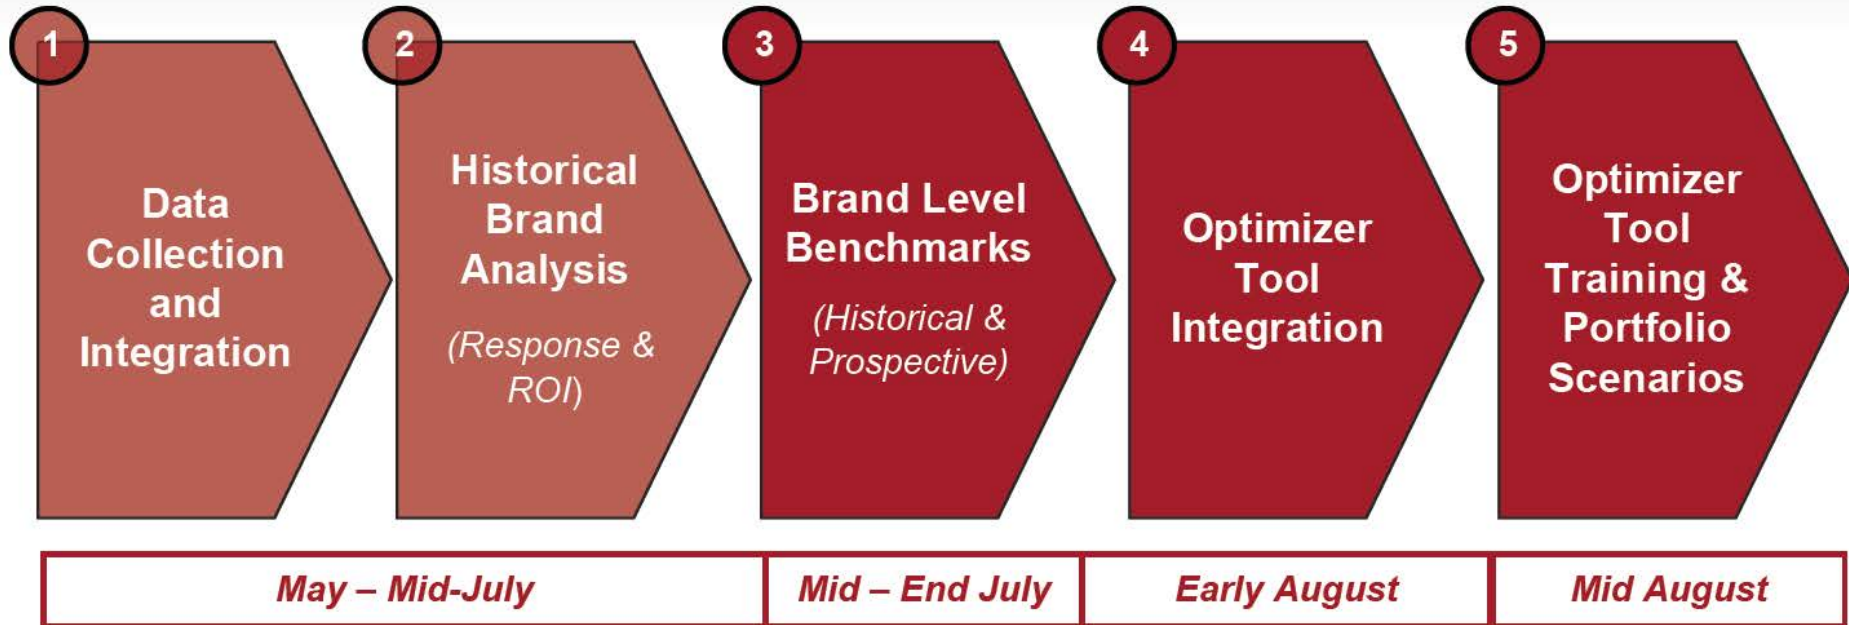 1
Data
Collection
and
Integration
2
Historical
Brand
Analysis
(Response &
ROI)
3
Brand Level
Benchmarks
(Historical &
Prospective)
4
Optimizer
Tool
Integration
5
Optimizer
Tool
Training &
Portfolio
Scenarios
May – Mid-July
Mid – End July
Early August
Mid August